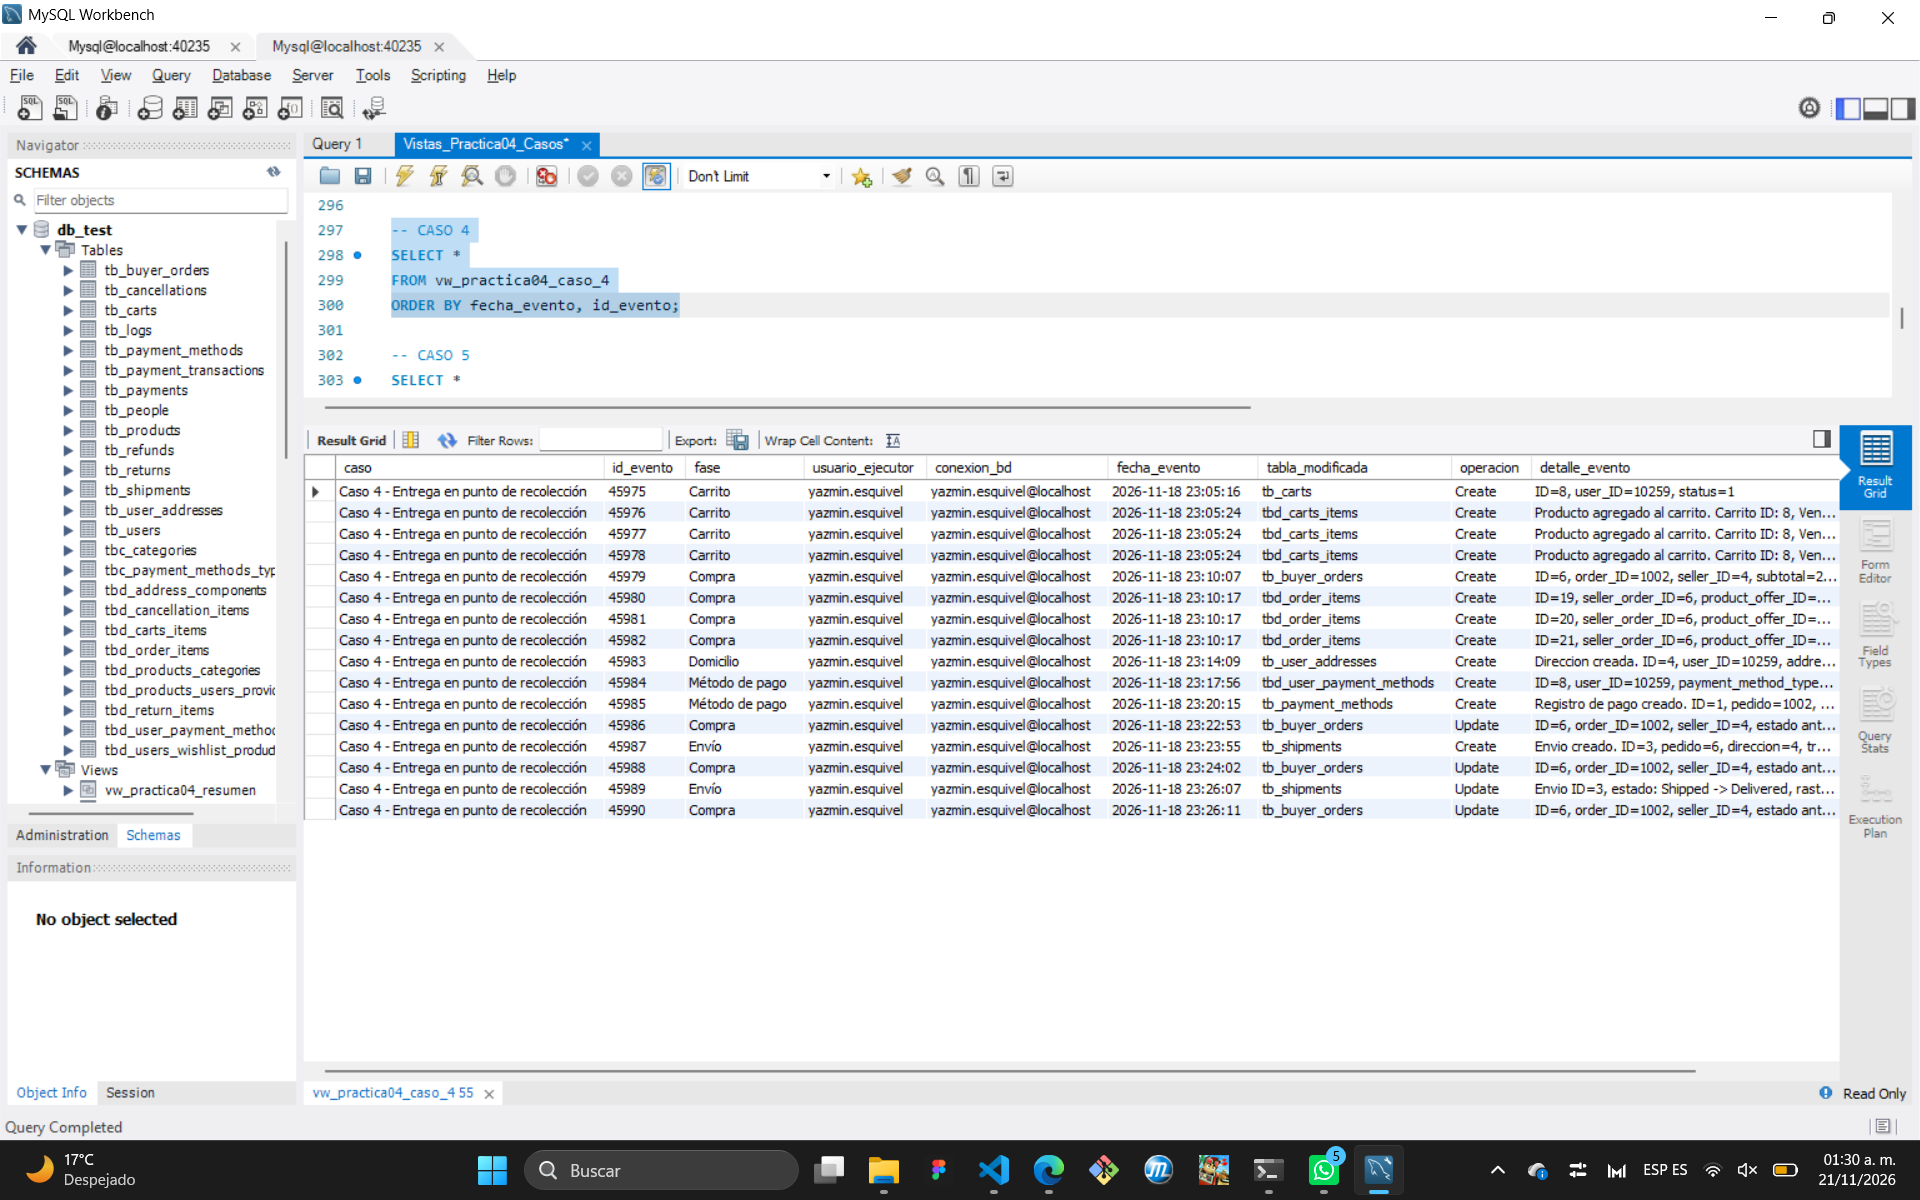 MySQL Workbench
Mysql@localhost:40235
Mysql@localhost:40235
File Edit View Query Database Server Tools Scripting Help
Navigator
SCHEMAS
Filter objects
db_test
Tables
tb_buyer_orders
tb_cancellations
tb_carts
tb_logs
tb_payment_methods
tb_payment_transactions
tb_payments
tb_people
tb_products
tb_refunds
tb_returns
tb_shipments
tb_user_addresses
tb_users
tbc_categories
tbc_payment_methods_typ
tbd_address_components
tbd_cancellation_items
tbd_carts_items
tbd_order_items
tbd_products_categories
tbd_products_users_provic
tbd_return_items
tbd_user_payment_method
tbd_users_wishlist_product
Views
vw_practica04_resumen
Administration Schemas
Information
No object selected
Object Info Session
Query Completed
Query 1 Vistas_Practica04_Casos*
Don't Limit
296
297 -- CASO 4
298 SELECT *
299 FROM vw_practica04_caso_4
300 ORDER BY fecha_evento, id_evento;
301
302 -- CASO 5
303 SELECT *
Result Grid Filter Rows: Export: Wrap Cell Content:
caso id_evento fase usuario_ejecutor conexion_bd fecha_evento tabla_modificada operacion detalle_evento
Caso 4 - Entrega en punto de recolección 45975 Carrito yazmin.esquivel yazmin.esquivel@localhost 2026-11-18 23:05:16 tb_carts Create ID=8, user_ID=10259, status=1
Caso 4 - Entrega en punto de recolección 45976 Carrito yazmin.esquivel yazmin.esquivel@localhost 2026-11-18 23:05:24 tbd_carts_items Create Producto agregado al carrito. Carrito ID: 8, Ven...
Caso 4 - Entrega en punto de recolección 45977 Carrito yazmin.esquivel yazmin.esquivel@localhost 2026-11-18 23:05:24 tbd_carts_items Create Producto agregado al carrito. Carrito ID: 8, Ven...
Caso 4 - Entrega en punto de recolección 45978 Carrito yazmin.esquivel yazmin.esquivel@localhost 2026-11-18 23:05:24 tbd_carts_items Create Producto agregado al carrito. Carrito ID: 8, Ven...
Caso 4 - Entrega en punto de recolección 45979 Compra yazmin.esquivel yazmin.esquivel@localhost 2026-11-18 23:10:07 tb_buyer_orders Create ID=6, order_ID=1002, seller_ID=4, subtotal=2...
Caso 4 - Entrega en punto de recolección 45980 Compra yazmin.esquivel yazmin.esquivel@localhost 2026-11-18 23:10:17 tbd_order_items Create ID=19, seller_order_ID=6, product_offer_ID=...
Caso 4 - Entrega en punto de recolección 45981 Compra yazmin.esquivel yazmin.esquivel@localhost 2026-11-18 23:10:17 tbd_order_items Create ID=20, seller_order_ID=6, product_offer_ID=...
Caso 4 - Entrega en punto de recolección 45982 Compra yazmin.esquivel yazmin.esquivel@localhost 2026-11-18 23:10:17 tbd_order_items Create ID=21, seller_order_ID=6, product_offer_ID=...
Caso 4 - Entrega en punto de recolección 45983 Domicilio yazmin.esquivel yazmin.esquivel@localhost 2026-11-18 23:14:09 tb_user_addresses Create Direccion creada. ID=4, user_ID=10259, addre...
Caso 4 - Entrega en punto de recolección 45984 Método de pago yazmin.esquivel yazmin.esquivel@localhost 2026-11-18 23:17:56 tbd_user_payment_methods Create ID=8, user_ID=10259, payment_method_type...
Caso 4 - Entrega en punto de recolección 45985 Método de pago yazmin.esquivel yazmin.esquivel@localhost 2026-11-18 23:20:15 tb_payment_methods Create Registro de pago creado. ID=1, pedido=1002, ...
Caso 4 - Entrega en punto de recolección 45986 Compra yazmin.esquivel yazmin.esquivel@localhost 2026-11-18 23:22:53 tb_buyer_orders Update ID=6, order_ID=1002, seller_ID=4, estado ant...
Caso 4 - Entrega en punto de recolección 45987 Envío yazmin.esquivel yazmin.esquivel@localhost 2026-11-18 23:23:55 tb_shipments Create Envio creado. ID=3, pedido=6, direccion=4, tr...
Caso 4 - Entrega en punto de recolección 45988 Compra yazmin.esquivel yazmin.esquivel@localhost 2026-11-18 23:24:02 tb_buyer_orders Update ID=6, order_ID=1002, seller_ID=4, estado ant...
Caso 4 - Entrega en punto de recolección 45989 Envío yazmin.esquivel yazmin.esquivel@localhost 2026-11-18 23:26:07 tb_shipments Update Envio ID=3, estado: Shipped -> Delivered, rast...
Caso 4 - Entrega en punto de recolección 45990 Compra yazmin.esquivel yazmin.esquivel@localhost 2026-11-18 23:26:11 tb_buyer_orders Update ID=6, order_ID=1002, seller_ID=4, estado ant...
Result Grid
Form Editor
Field Types
Query Stats
Execution Plan
vw_practica04_caso_4 55
Read Only
17°C
Despejado
Buscar
5
ESP ES
01:30 a. m.
21/11/2026